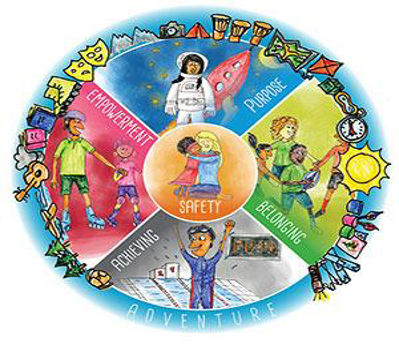 EMPOWERMENT
PURPOSE
SAFETY
ACHIEVING
BELONGING
ADVENTURE